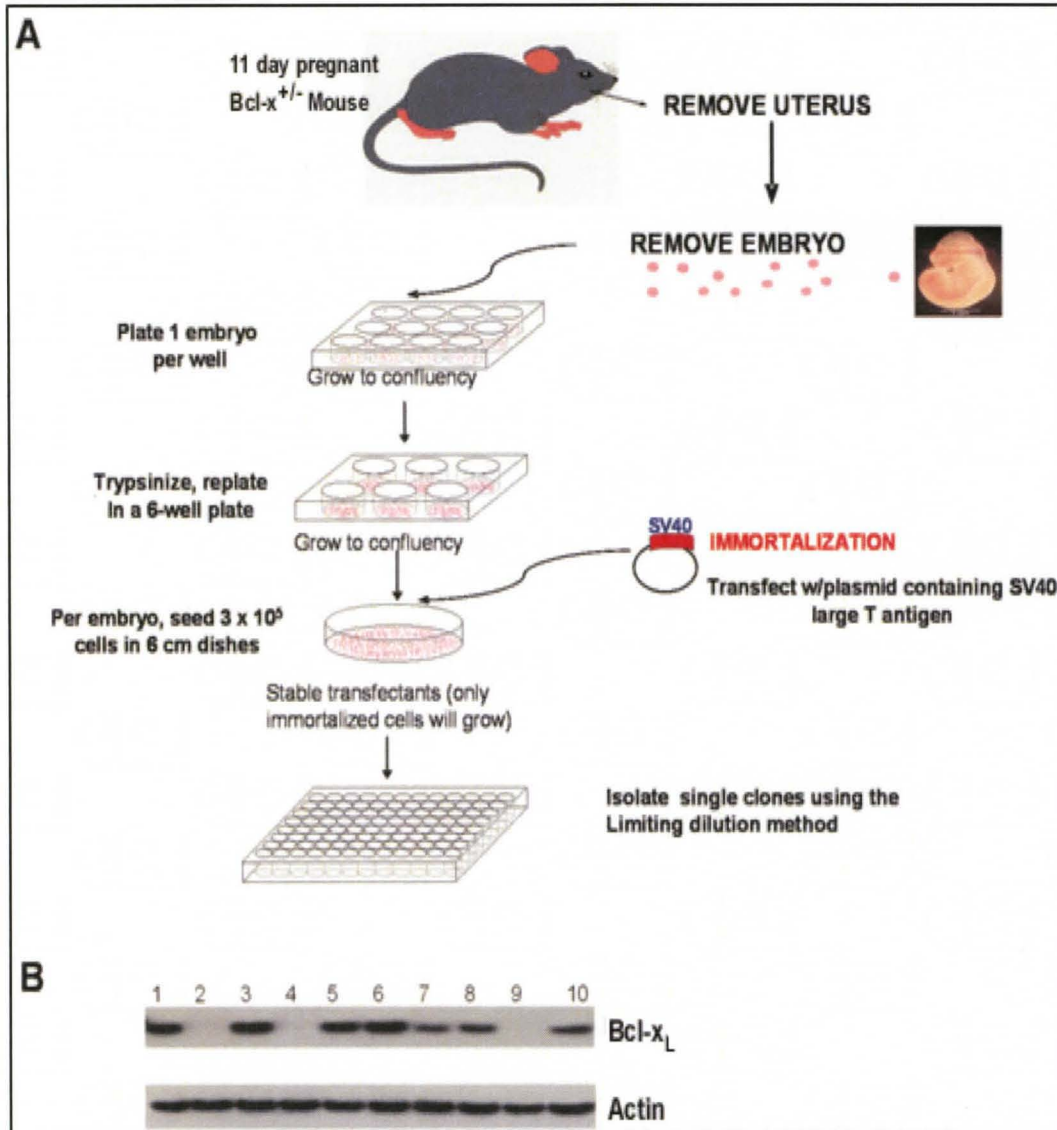 A
11 day pregnant
Bcl-x+/- Mouse
REMOVE UTERUS
REMOVE EMBRYO
Plate 1 embryo
per well
Grow to confluency
Trypsinize, replate
In a 6-well plate
Grow to confluency
SV40
IMMORTALIZATION
Transfect w/plasmid containing SV40
large T antigen
Per embryo, seed 3 x 10⁵
cells in 6 cm dishes
Stable transfectants (only
immortalized cells will grow)
Isolate single clones using the
Limiting dilution method
B
1 2 3 4 5 6 7 8 9 10
Bcl-xL
Actin